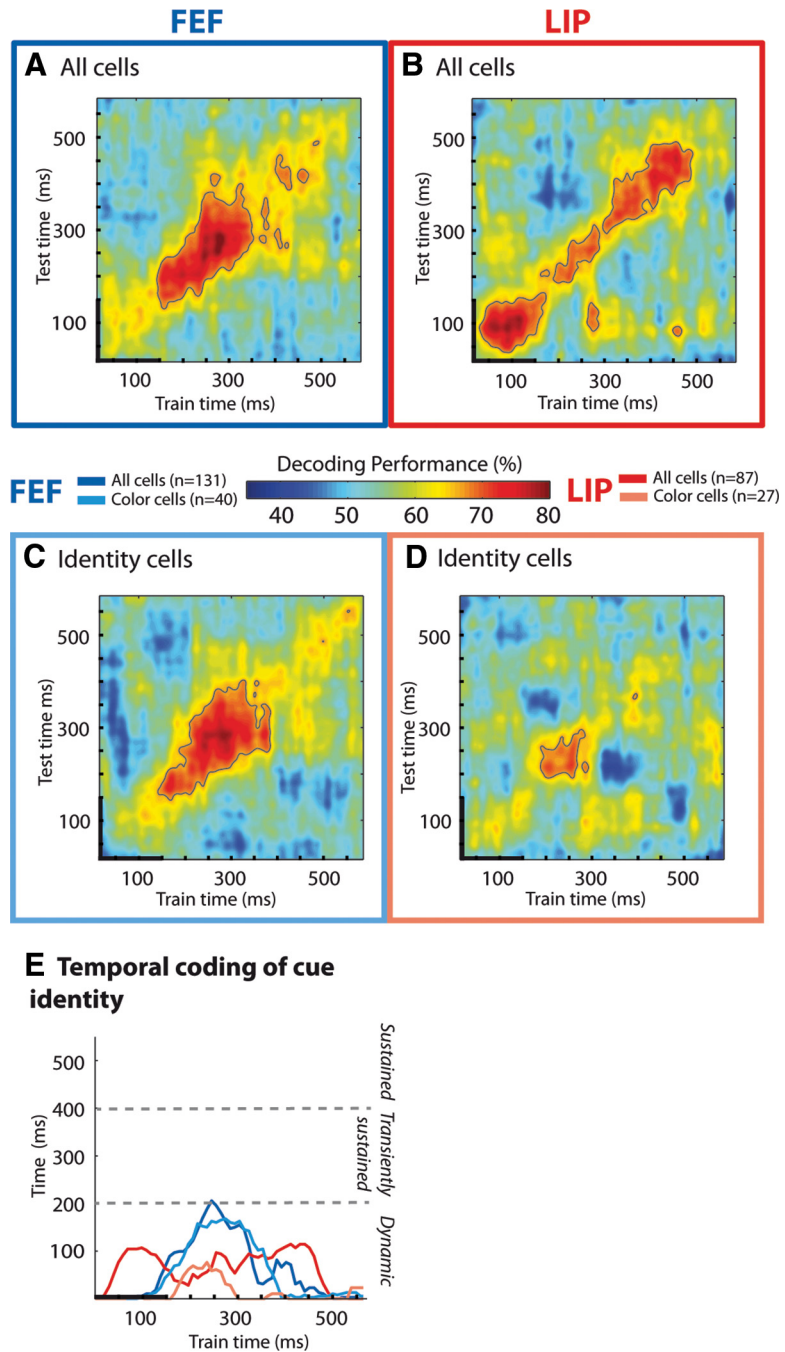 FEF LIP
A All cells
B All cells
500
300
100
Test time (ms)
100 300 500
Train time (ms)
500
300
100
Test time (ms)
100 300 500
Train time (ms)
FEF
All cells (n=131)
Color cells (n=40)
Decoding Performance (%)
40 50 60 70 80
LIP
All cells (n=87)
Color cells (n=27)
C Identity cells
D Identity cells
500
300
100
Test time ms)
100 300 500
Train time (ms)
500
300
100
Test time (ms)
100 300 500
Train time (ms)
E Temporal coding of cue
identity
500
400
300
200
100
Time (ms)
Sustained
Transiently
sustained
Dynamic
100 300 500
Train time (ms)